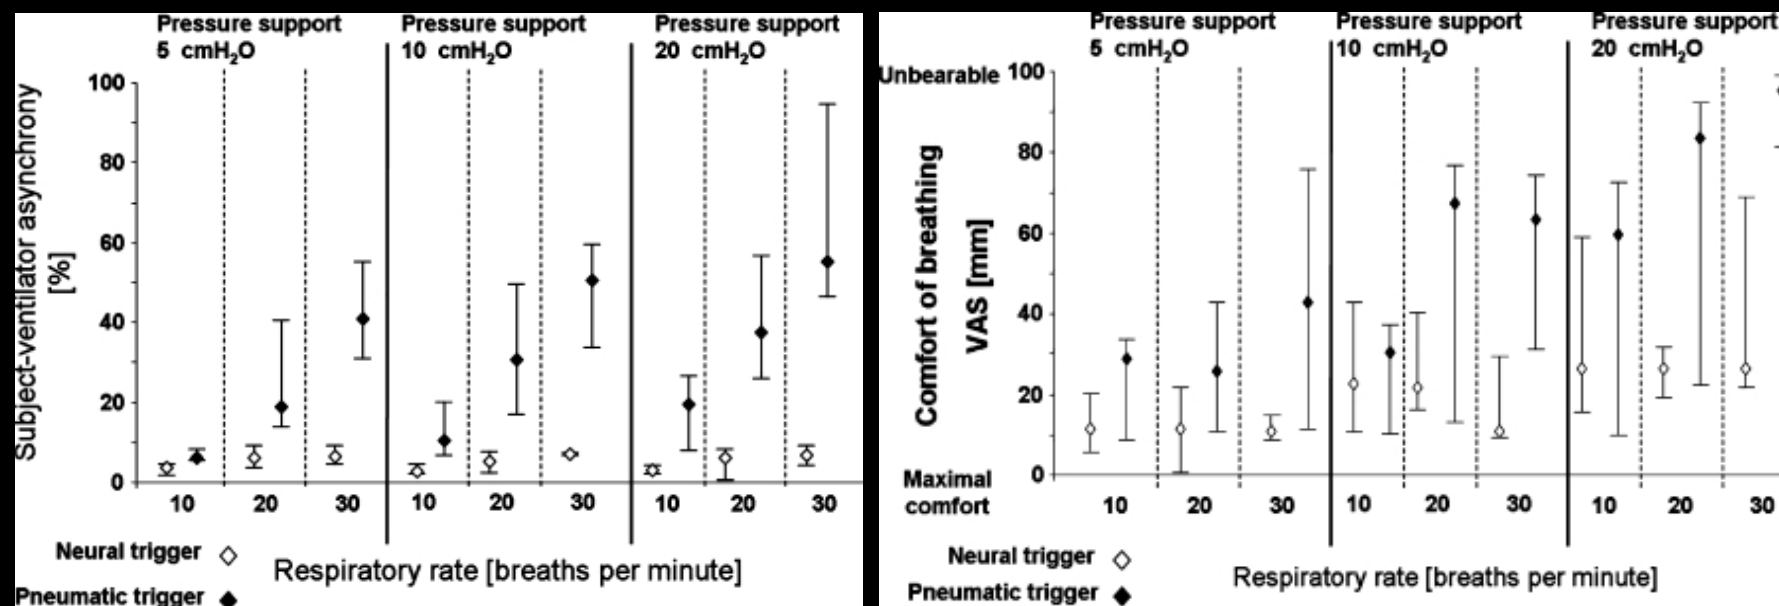 Pressure support Pressure support Pressure support
5 cmH₂O 10 cmH₂O 20 cmH₂O
Subject-ventilator asynchrony
[%]
100
80
60
40
20
0
10 20 30 10 20 30 10 20 30
Neural trigger
Respiratory rate [breaths per minute]
Pneumatic trigger
Pressure support Pressure support Pressure support
5 cmH₂O 10 cmH₂O 20 cmH₂O
Unbearable 100
Comfort of breathing
VAS [mm]
80
60
40
20
0
Maximal
comfort
10 20 30 10 20 30 10 20 30
Neural trigger
Respiratory rate [breaths per minute]
Pneumatic trigger